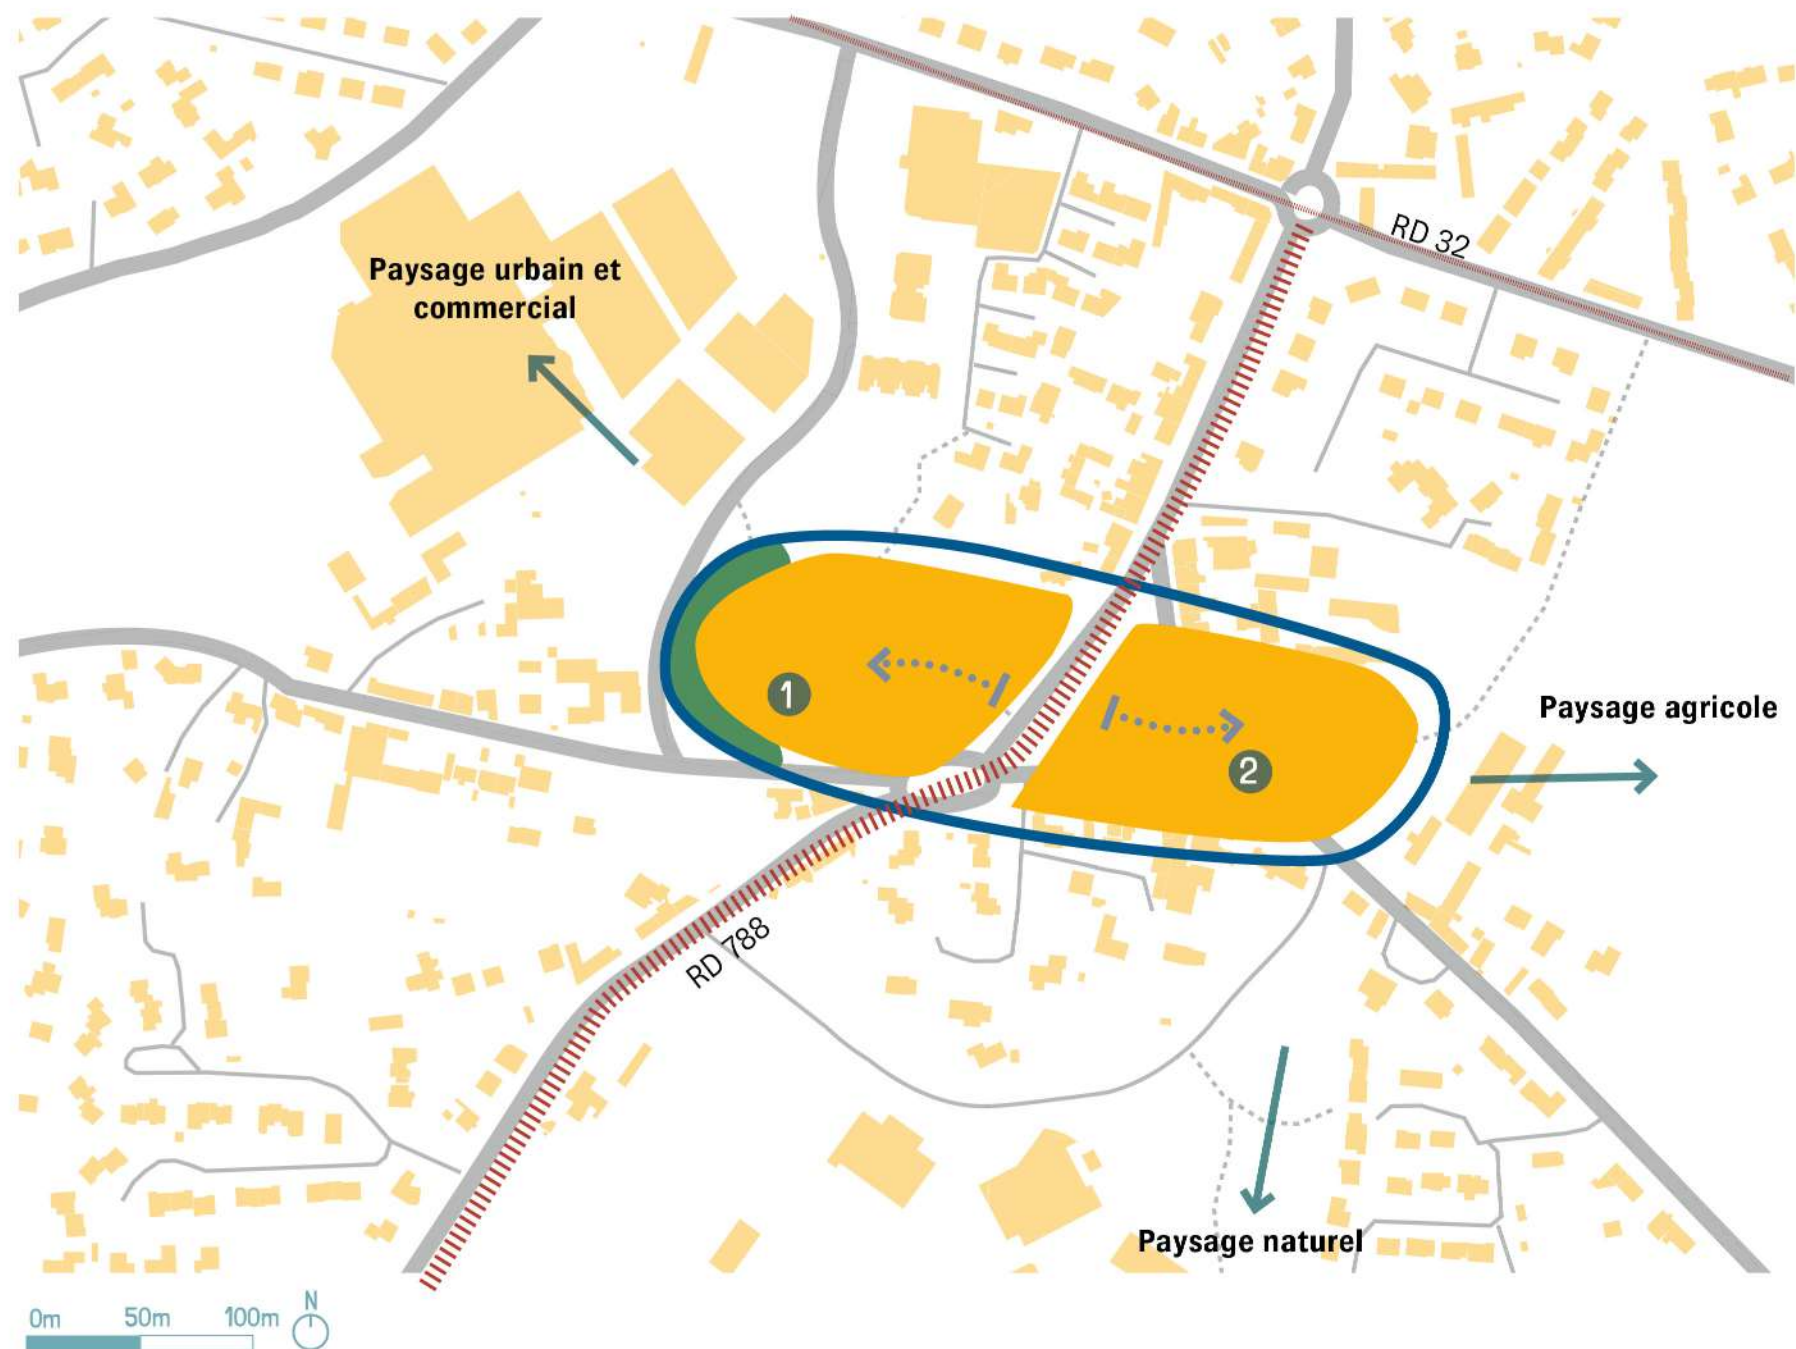 RD 32
Paysage urbain et
commercial
1
Paysage agricole
2
RD 788
Paysage naturel
0m
50m
100m
N